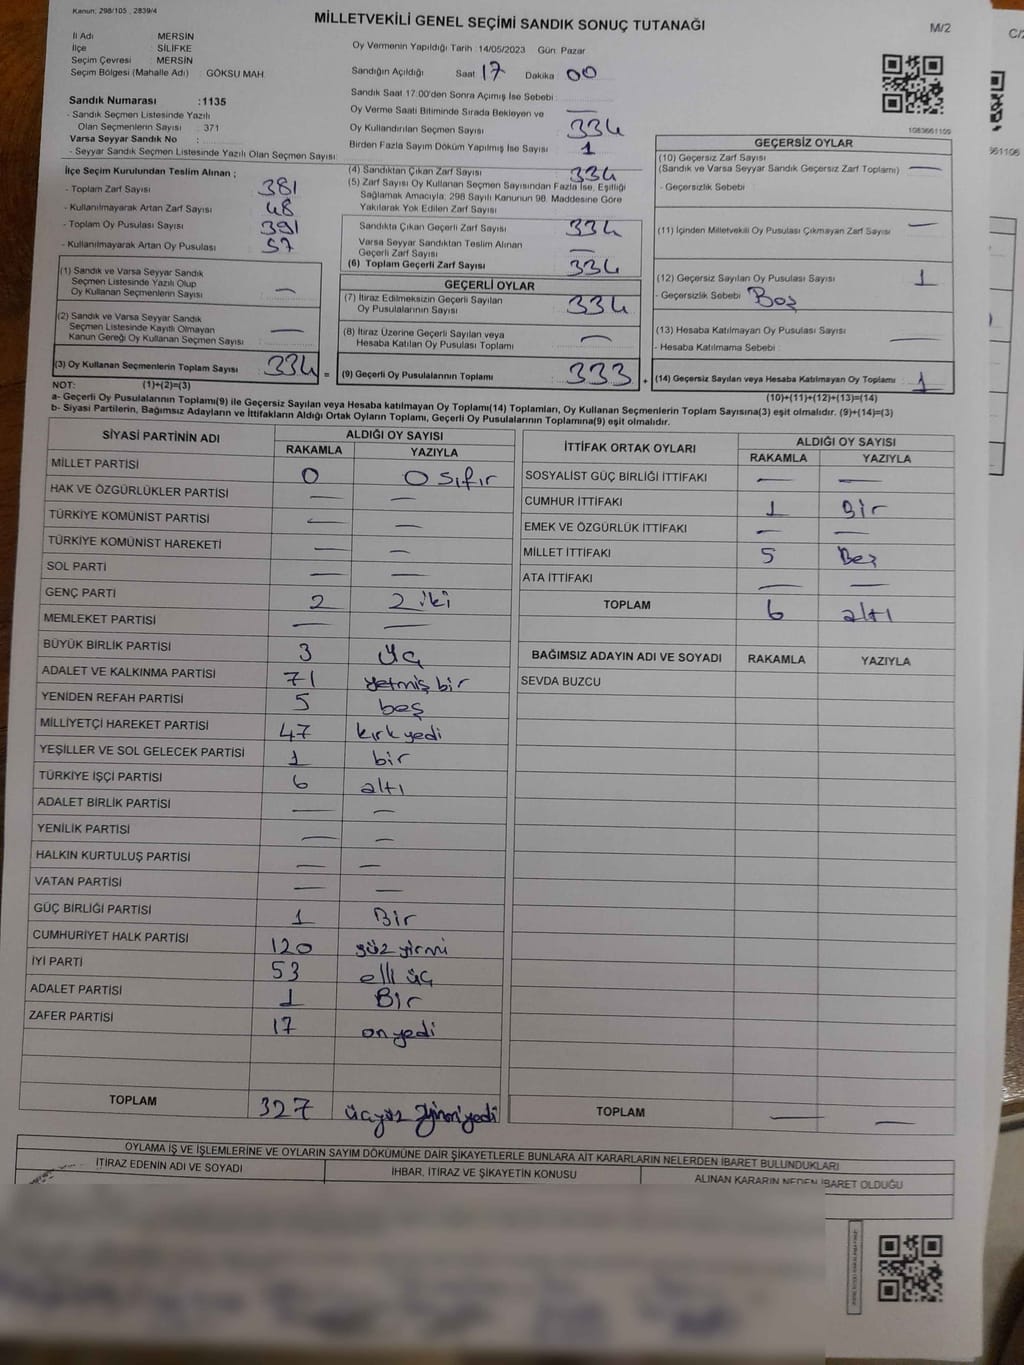 Kanun: 298/105 , 2839/4
MİLLETVEKİLİ GENEL SEÇİMİ SANDIK SONUÇ TUTANAĞI
M/2
C/2
İl Adı MERSİN
İlçe SİLİFKE
Seçim Çevresi MERSİN
Seçim Bölgesi (Mahalle Adı) GÖKSU MAH.
Oy Vermenin Yapıldığı Tarih :14/05/2023 Gün: Pazar
Sandığın Açıldığı Saat 17 Dakika 00
Sandık Saat 17:00'den Sonra Açımış İse Sebebi
Sandık Numarası :1135
- Sandık Seçmen Listesinde Yazılı
Olan Seçmenlerin Sayısı : 371
Varsa Seyyar Sandık No :
- Seyyar Sandık Seçmen Listesinde Yazılı Olan Seçmen Sayısı:
Oy Verme Saati Bitiminde Sırada Bekleyen ve —
Oy Kullandırılan Seçmen Sayısı 334
Birden Fazla Sayım Döküm Yapılmış İse Sayısı 1
İlçe Seçim Kurulundan Teslim Alınan ;
- Toplam Zarf Sayısı 381
- Kullanılmayarak Artan Zarf Sayısı 48
- Toplam Oy Pusulası Sayısı 391
- Kullanılmayarak Artan Oy Pusulası 57
(1) Sandık ve Varsa Seyyar Sandık
Seçmen Listesinde Yazılı Olup
Oy Kullanan Seçmenlerin Sayısı —
(2) Sandık ve Varsa Seyyar Sandık
Seçmen Listesinde Kayıtlı Olmayan
Kanun Gereği Oy Kullanan Seçmen Sayısı : —
(3) Oy Kullanan Seçmenlerin Toplam Sayısı 334 =
(4) Sandıktan Çıkan Zarf Sayısı 334
(5) Zarf Sayısı Oy Kullanan Seçmen Sayısından Fazla İse, Eşitliği
Sağlamak Amacıyla; 298 Sayılı Kanunun 98. Maddesine Göre
Yakılarak Yok Edilen Zarf Sayısı
Sandıkta Çıkan Geçerli Zarf Sayısı 334
Varsa Seyyar Sandıktan Teslim Alınan
Geçerli Zarf Sayısı —
(6) Toplam Geçerli Zarf Sayısı 334
GEÇERLİ OYLAR
(7) İtiraz Edilmeksizin Geçerli Sayılan
Oy Pusulalarının Sayısı 334
(8) İtiraz Üzerine Geçerli Sayılan veya
Hesaba Katılan Oy Pusulası Toplamı —
(9) Geçerli Oy Pusulalarının Toplamı 333 +
1083661109
661106
GEÇERSİZ OYLAR
(10) Geçersiz Zarf Sayısı
(Sandık ve Varsa Seyyar Sandık Geçersiz Zarf Toplamı) —
- Geçersizlik Sebebi
(11) İçinden Milletvekili Oy Pusulası Çıkmayan Zarf Sayısı —
(12) Geçersiz Sayılan Oy Pusulası Sayısı 1
- Geçersizlik Sebebi Boş
(13) Hesaba Katılmayan Oy Pusulası Sayısı —
- Hesaba Katılmama Sebebi :
(14) Geçersiz Sayılan veya Hesaba Katılmayan Oy Toplamı 1
NOT: (1)+(2)=(3) (10)+(11)+(12)+(13)=(14)
a- Geçerli Oy Pusulalarının Toplamı(9) ile Geçersiz Sayılan veya Hesaba katılmayan Oy Toplamı(14) Toplamları, Oy Kullanan Seçmenlerin Toplam Sayısına(3) eşit olmalıdır. (9)+(14)=(3)
b- Siyasi Partilerin, Bağımsız Adayların ve İttifakların Aldığı Ortak Oyların Toplamı, Geçerli Oy Pusulalarının Toplamına(9) eşit olmalıdır.
SİYASİ PARTİNİN ADI ALDIĞI OY SAYISI
RAKAMLA YAZIYLA
MİLLET PARTİSİ 0 0 sıfır
HAK VE ÖZGÜRLÜKLER PARTİSİ — —
TÜRKİYE KOMÜNİST PARTİSİ — —
TÜRKİYE KOMÜNİST HAREKETİ — —
SOL PARTİ — —
GENÇ PARTİ 2 2 iki
MEMLEKET PARTİSİ — —
BÜYÜK BİRLİK PARTİSİ 3 üç
ADALET VE KALKINMA PARTİSİ 71 yetmiş bir
YENİDEN REFAH PARTİSİ 5 beş
MİLLİYETÇİ HAREKET PARTİSİ 47 kırk yedi
YEŞİLLER VE SOL GELECEK PARTİSİ 1 bir
TÜRKİYE İŞÇİ PARTİSİ 6 altı
ADALET BİRLİK PARTİSİ — —
YENİLİK PARTİSİ — —
HALKIN KURTULUŞ PARTİSİ — —
VATAN PARTİSİ — —
GÜÇ BİRLİĞİ PARTİSİ 1 Bir
CUMHURİYET HALK PARTİSİ 120 yüz yirmi
İYİ PARTİ 53 elli üç
ADALET PARTİSİ 1 Bir
ZAFER PARTİSİ 17 on yedi
TOPLAM 327 üçyüz yirmi yedi
İTTİFAK ORTAK OYLARI ALDIĞI OY SAYISI
RAKAMLA YAZIYLA
SOSYALİST GÜÇ BİRLİĞİ İTTİFAKI — —
CUMHUR İTTİFAKI 1 Bir
EMEK VE ÖZGÜRLÜK İTTİFAKI — —
MİLLET İTTİFAKI 5 Beş
ATA İTTİFAKI — —
TOPLAM 6 altı
BAĞIMSIZ ADAYIN ADI VE SOYADI RAKAMLA YAZIYLA
SEVDA BUZCU
TOPLAM — —
OYLAMA İŞ VE İŞLEMLERİNE VE OYLARIN SAYIM DÖKÜMÜNE DAİR ŞİKAYETLERLE BUNLARA AİT KARARLARIN NELERDEN İBARET BULUNDUKLARI
İTİRAZ EDENİN ADI VE SOYADI İHBAR, İTİRAZ VE ŞİKAYETİN KONUSU ALINAN KARARIN NEDEN İBARET OLDUĞU